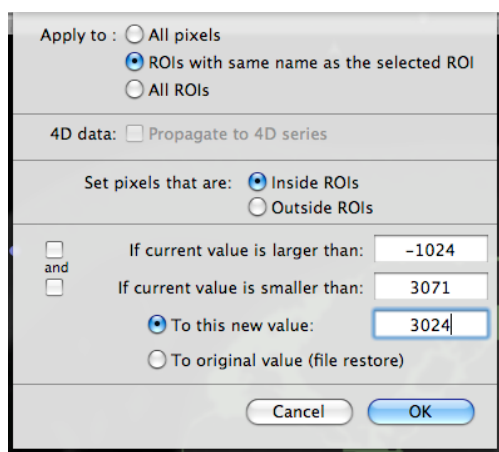 Apply to : All pixels
ROIs with same name as the selected ROI
All ROIs
4D data: Propagate to 4D series
Set pixels that are: Inside ROIs
Outside ROIs
If current value is larger than: -1024
and
If current value is smaller than: 3071
To this new value: 3024
To original value (file restore)
Cancel OK